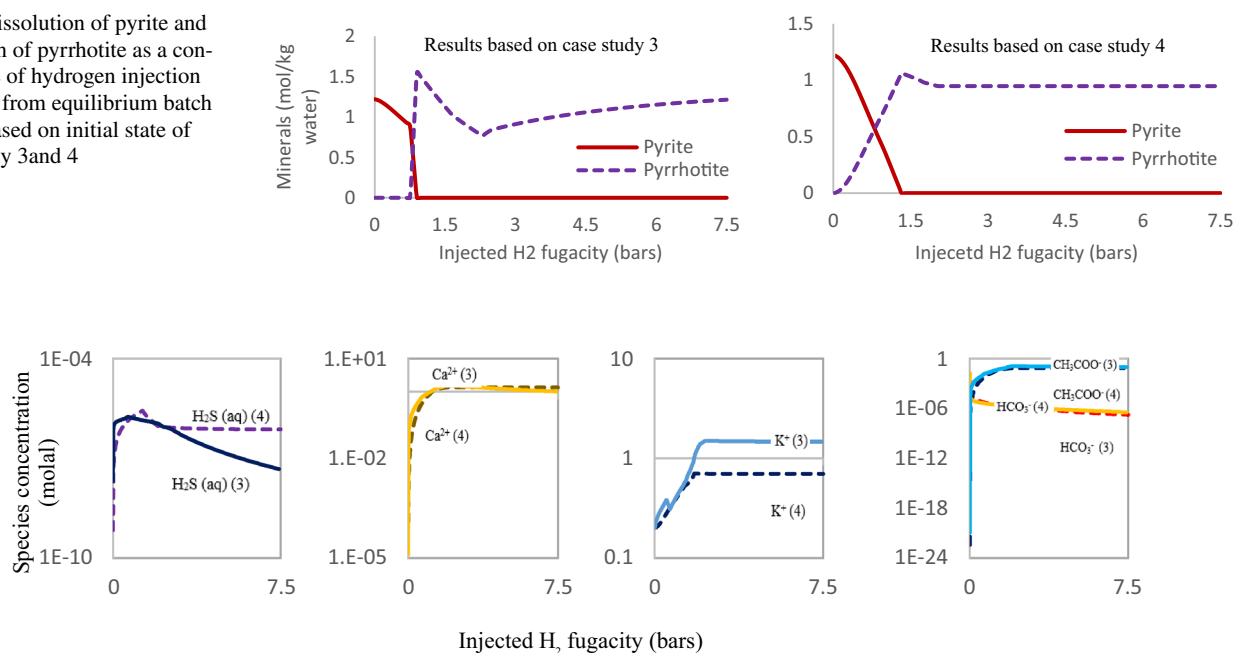 issolution of pyrite and
n of pyrrhotite as a con-
of hydrogen injection
from equilibrium batch
ased on initial state of
y 3and 4
Minerals (mol/kg
water)
2
1.5
1
0.5
0
Results based on case study 3
Pyrite
Pyrrhotite
0 1.5 3 4.5 6 7.5
Injected H2 fugacity (bars)
1.5
1
0.5
0
Results based on case study 4
Pyrite
Pyrrhotite
0 1.5 3 4.5 6 7.5
Injecetd H2 fugacity (bars)
Species concentration
(molal)
1E-04
1E-10
H₂S (aq) (4)
H₂S (aq) (3)
0 7.5
1.E+01
1.E-02
1.E-05
Ca²⁺ (3)
Ca²⁺ (4)
0 7.5
10
1
0.1
K⁺ (3)
K⁺ (4)
0 7.5
1
1E-06
1E-12
1E-18
1E-24
CH₃COO⁻ (3)
CH₃COO⁻ (4)
HCO₃⁻ (4)
HCO₃⁻ (3)
0 7.5
Injected H, fugacity (bars)